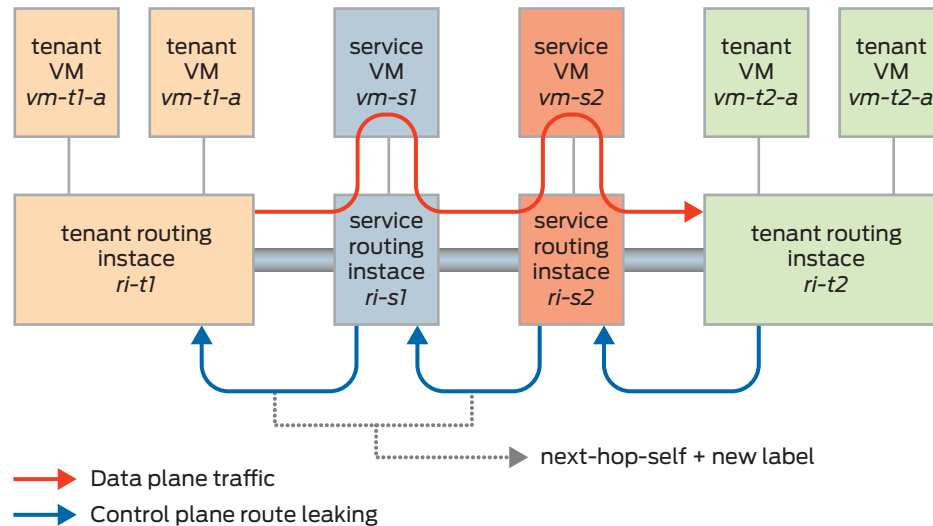 tenant
VM
vm-t1-a
tenant
VM
vm-t1-a
service
VM
vm-s1
service
VM
vm-s2
tenant
VM
vm-t2-a
tenant
VM
vm-t2-a
tenant routing
instace
ri-t1
service
routing
instace
ri-s1
service
routing
instace
ri-s2
tenant routing
instace
ri-t2
next-hop-self + new label
Data plane traffic
Control plane route leaking